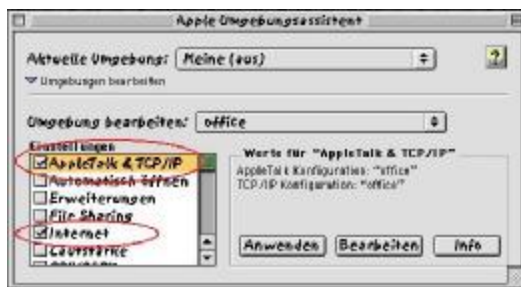 Apple Umgebungsassistent
Aktuelle Umgebung: Meine (aus)
Umgebungen bearbeiten
Umgebung bearbeiten: office
Einstellungen
AppleTalk & TCP/IP
Automatisch öffnen
Erweiterungen
File Sharing
Internet
Lautstärke
Werte für "AppleTalk & TCP/IP"
AppleTalk Konfiguration: "office"
TCP/IP Konfiguration: "office"
Anwenden Bearbeiten Info